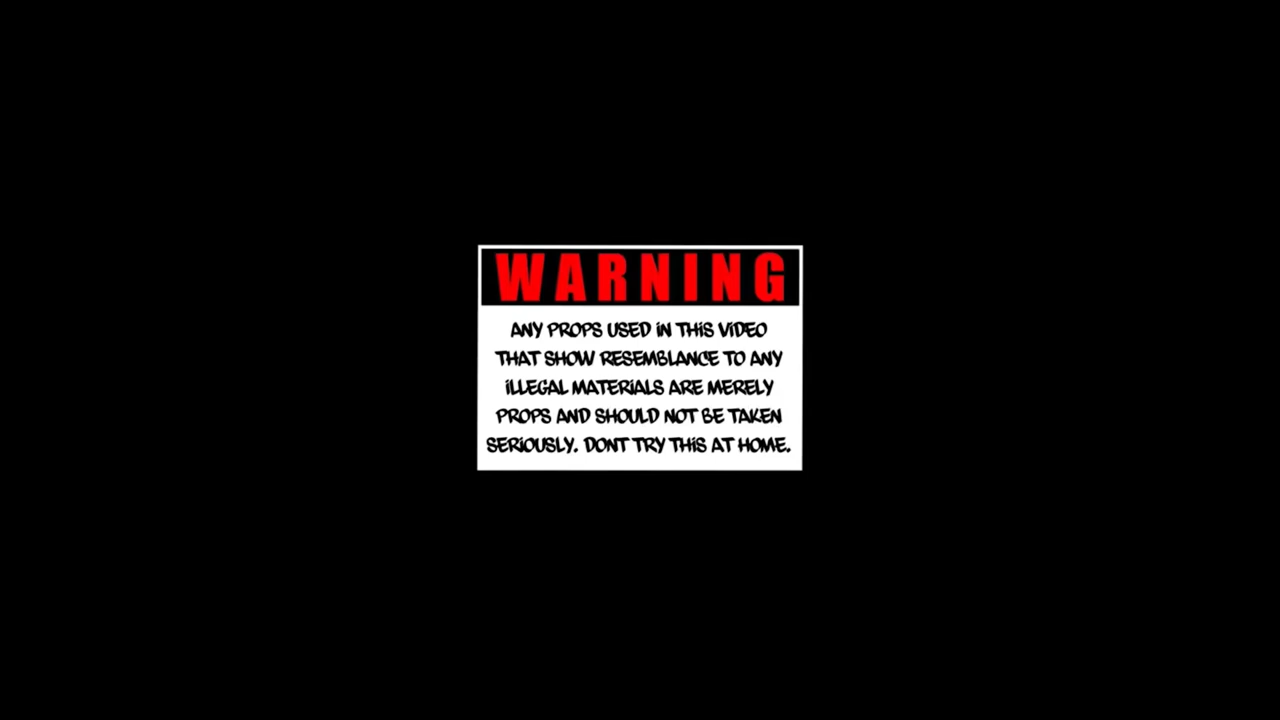 WARNING
ANY PROPS USED IN THIS VIDEO
THAT SHOW RESEMBLANCE TO ANY
ILLEGAL MATERIALS ARE MERELY
PROPS AND SHOULD NOT BE TAKEN
SERIOUSLY. DONT TRY THIS AT HOME.